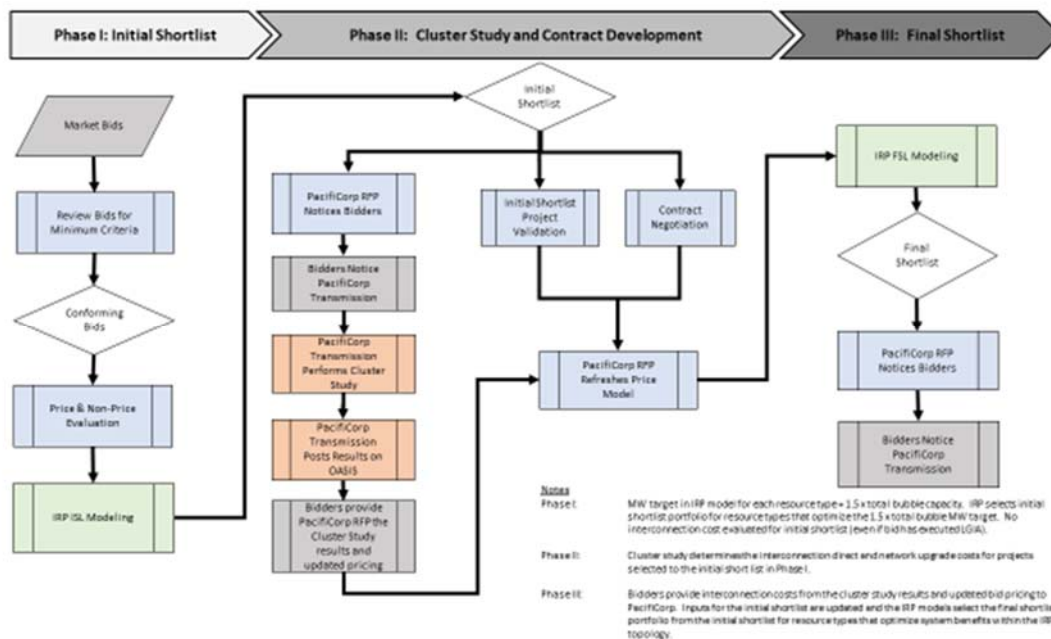 Phase I: Initial Shortlist
Phase II: Cluster Study and Contract Development
Phase III: Final Shortlist
Market Bids
Review Bids for
Minimum Criteria
Conforming
Bids
Price & Non-Price
Evaluation
IRP ISL Modeling
Initial
Shortlist
PacifiCorp RFP
Notices Bidders
Bidders Notice
PacifiCorp
Transmission
PacifiCorp
Transmission
Performs Cluster
Study
PacifiCorp
Transmission
Posts Results on
OASIS
Bidders provide
PacifiCorp RFP the
Cluster Study
results and
updated pricing
Initial Shortlist
Project
Validation
Contract
Negotiation
PacifiCorp RFP
Refreshes Price
Model
IRP FSL Modeling
Final
Shortlist
PacifiCorp RFP
Notices Bidders
Bidders Notice
PacifiCorp
Transmission
Notes
Phase I: MW target in IRP model for each resource type = 1.5 x total bubble capacity. IRP selects initial
shortlist portfolio for resource types that optimize the 1.5 x total bubble MW target. No
interconnection cost evaluated for initial shortlist (even if bid has executed LGIA).
Phase II: Cluster study determines the interconnection direct and network upgrade costs for projects
selected to the initial short list in Phase I.
Phase III: Bidders provide interconnection costs from the cluster study results and updated bid pricing to
PacifiCorp. Inputs for the initial shortlist are updated and the IRP models select the final shortlist
portfolio from the initial shortlist for resource types that optimize system benefits within the IRP
topology.